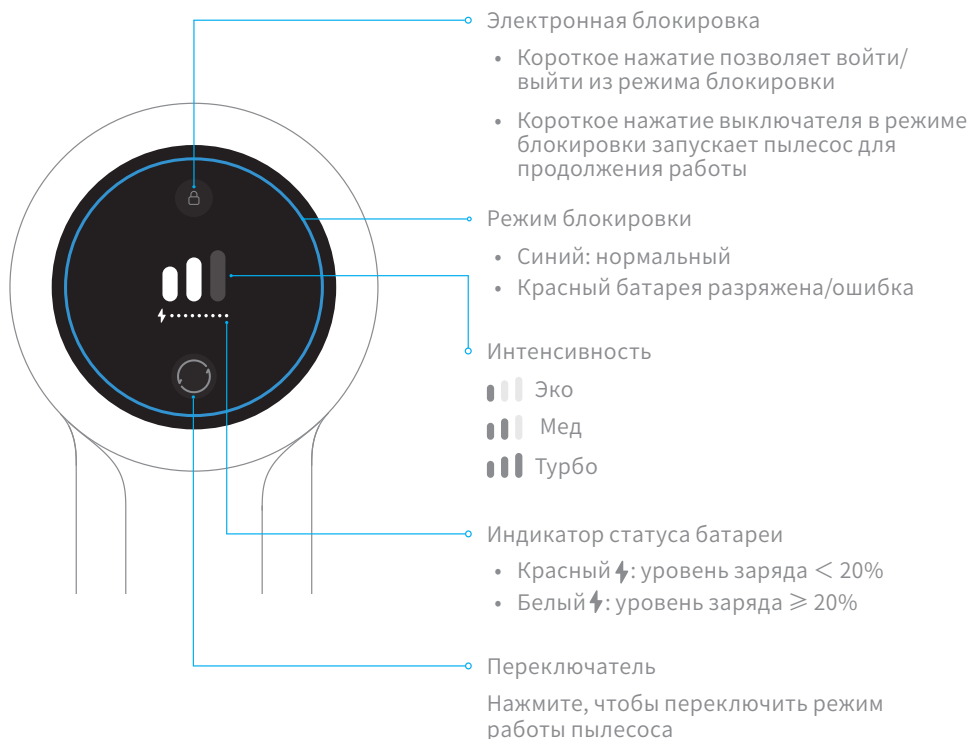 Электронная блокировка
• Короткое нажатие позволяет войти/
выйти из режима блокировки
• Короткое нажатие выключателя в режиме
блокировки запускает пылесос для
продолжения работы
Режим блокировки
• Синий: нормальный
• Красный батарея разряжена/ошибка
Интенсивность
Эко
Мед
Турбо
Индикатор статуса батареи
• Красный: уровень заряда < 20%
• Белый: уровень заряда ⩾ 20%
Переключатель
Нажмите, чтобы переключить режим
работы пылесоса